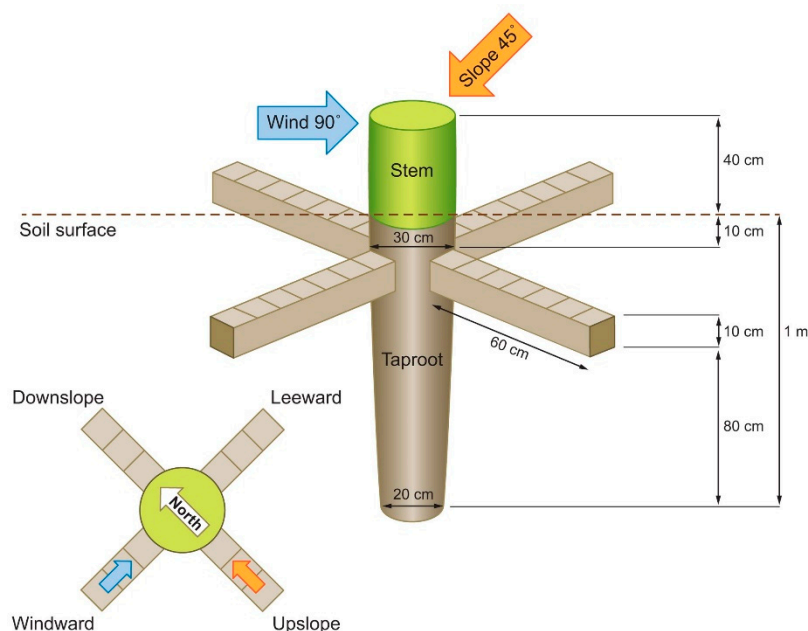 Slope 45°
Wind 90°
Stem
40 cm
Soil surface
30 cm
10 cm
10 cm
1 m
60 cm
Taproot
80 cm
20 cm
Downslope
Leeward
North
Windward
Upslope